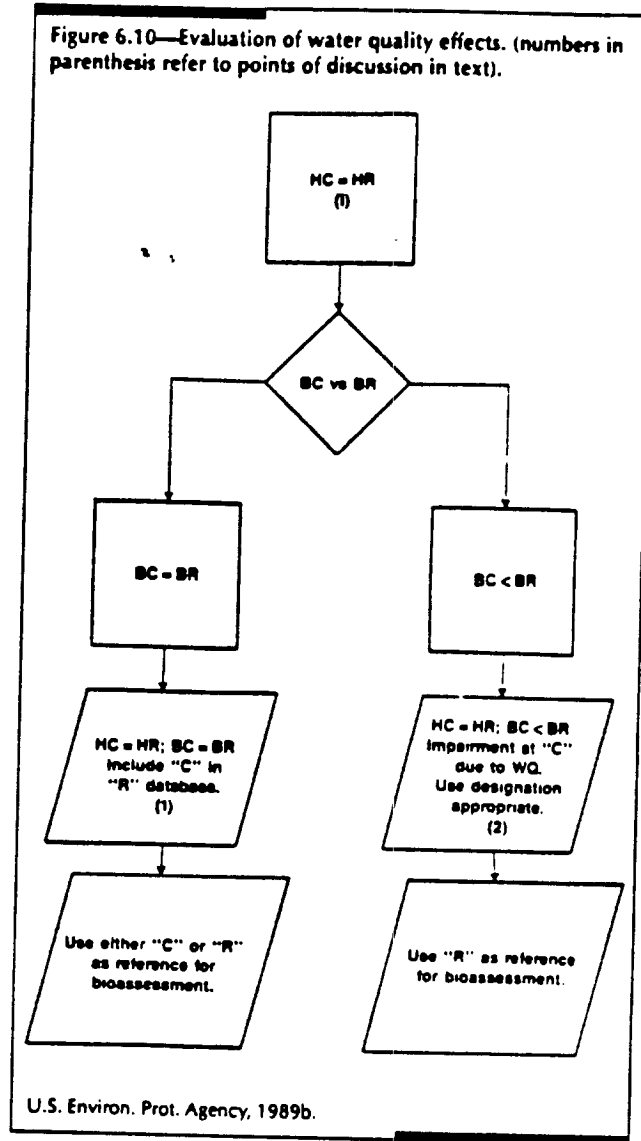 Figure 6.10—Evaluation of water quality effects. (numbers in
parenthesis refer to points of discussion in text).
HC = HR
(1)
BC vs BR
BC = BR
BC < BR
HC = HR; BC = BR
Include "C" in
"R" database.
(1)
HC = HR; BC < BR
Impairment at "C"
due to WQ.
Use designation
appropriate.
(2)
Use either "C" or "R"
as reference for
bioassessment.
Use "R" as reference
for bioassessment.
U.S. Environ. Prot. Agency, 1989b.